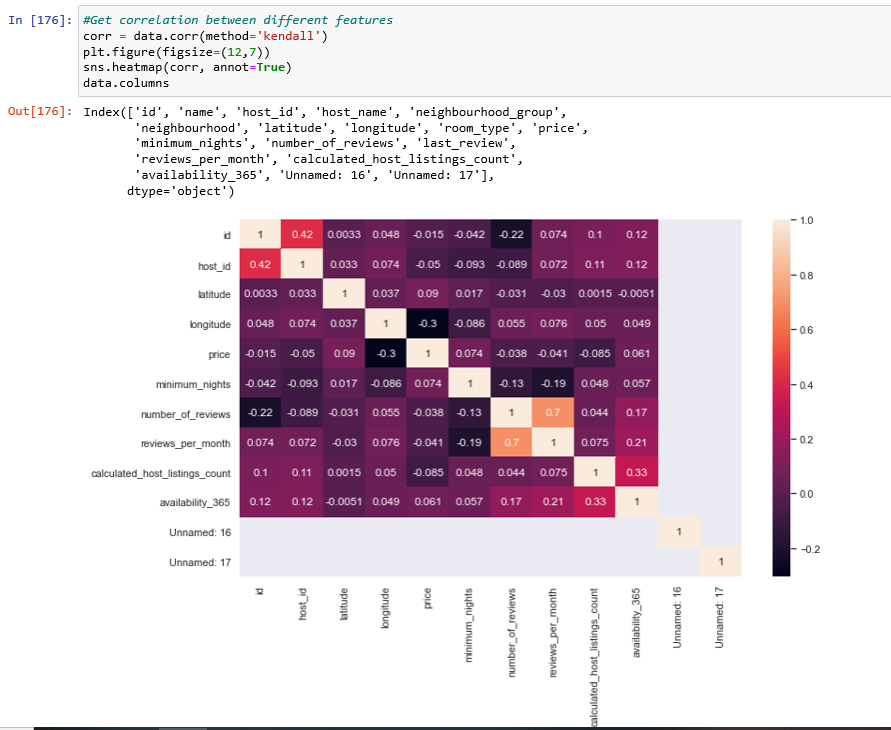 In [176]: #Get correlation between different features
corr = data.corr(method='kendall')
plt.figure(figsize=(12,7))
sns.heatmap(corr, annot=True)
data.columns
Out[176]: Index(['id', 'name', 'host_id', 'host_name', 'neighbourhood_group',
'neighbourhood', 'latitude', 'longitude', 'room_type', 'price',
'minimum_nights', 'number_of_reviews', 'last_review',
'reviews_per_month', 'calculated_host_listings_count',
'availability_365', 'Unnamed: 16', 'Unnamed: 17'],
dtype='object')
id 1 0.42 0.0033 0.048 -0.015 -0.042 -0.22 0.074 0.1 0.12
host_id 0.42 1 0.033 0.074 -0.05 -0.093 -0.089 0.072 0.11 0.12
latitude 0.0033 0.033 1 0.037 0.09 0.017 -0.031 -0.03 0.0015 -0.0051
longitude 0.048 0.074 0.037 1 -0.3 -0.086 0.055 0.076 0.05 0.049
price -0.015 -0.05 0.09 -0.3 1 0.074 -0.038 -0.041 -0.085 0.061
minimum_nights -0.042 -0.093 0.017 -0.086 0.074 1 -0.13 -0.19 0.048 0.057
number_of_reviews -0.22 -0.089 -0.031 0.055 -0.038 -0.13 1 0.7 0.044 0.17
reviews_per_month 0.074 0.072 -0.03 0.076 -0.041 -0.19 0.7 1 0.075 0.21
calculated_host_listings_count 0.1 0.11 0.0015 0.05 -0.085 0.048 0.044 0.075 1 0.33
availability_365 0.12 0.12 -0.0051 0.049 0.061 0.057 0.17 0.21 0.33 1
Unnamed: 16 1
Unnamed: 17 1
id
host_id
latitude
longitude
price
minimum_nights
number_of_reviews
reviews_per_month
calculated_host_listings_count
availability_365
Unnamed: 16
Unnamed: 17
1.0
0.8
0.6
0.4
0.2
0.0
-0.2